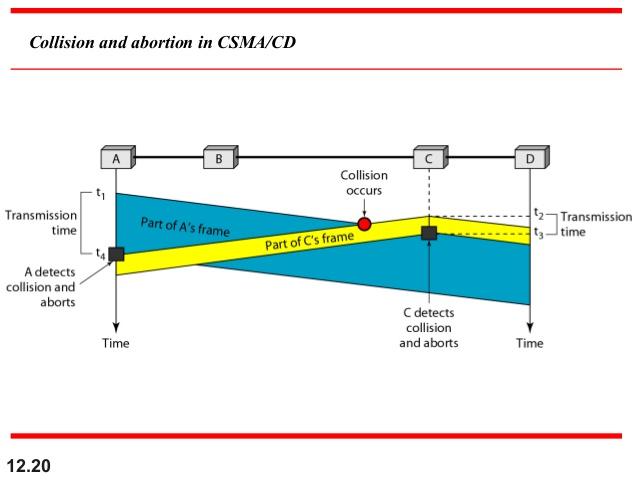 Collision and abortion in CSMA/CD
A
B
C
D
Collision
occurs
t1
Transmission
time
t4
Part of A's frame
Part of C's frame
t2
t3
Transmission
time
A detects
collision and
aborts
C detects
collision
and aborts
Time
Time
12.20